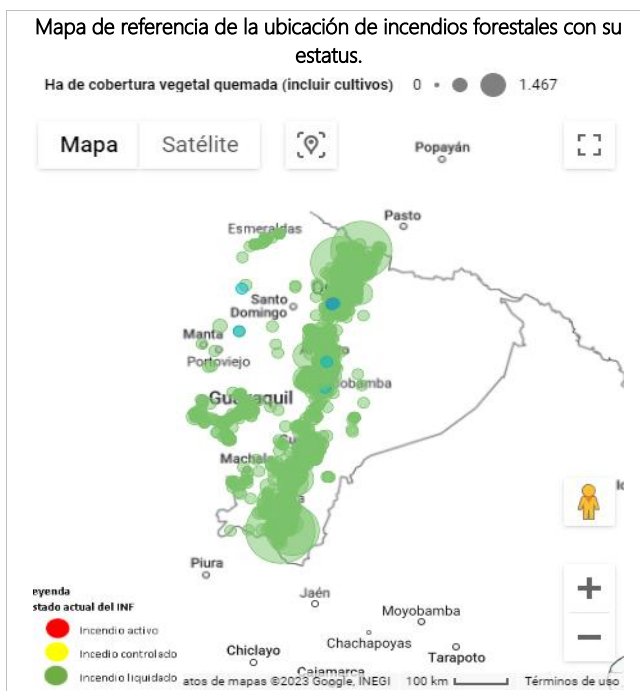 Mapa de referencia de la ubicación de incendios forestales con su
estatus.
Ha de cobertura vegetal quemada (incluir cultivos) 0 1.467
Mapa Satélite
Popayán
Pasto
Esmeraldas
Santo
Domingo
Manta
Portoviejo
obamba
Guayaquil
Machal
Piura
Jaén
Moyobamba
Chachapoyas
Chiclayo
Tarapoto
Cajamarca
eyenda
stado actual del INF
Incendio activo
Incedio controlado
Incendio liquidado
atos de mapas ©2023 Google, INEGI 100 km Términos de uso